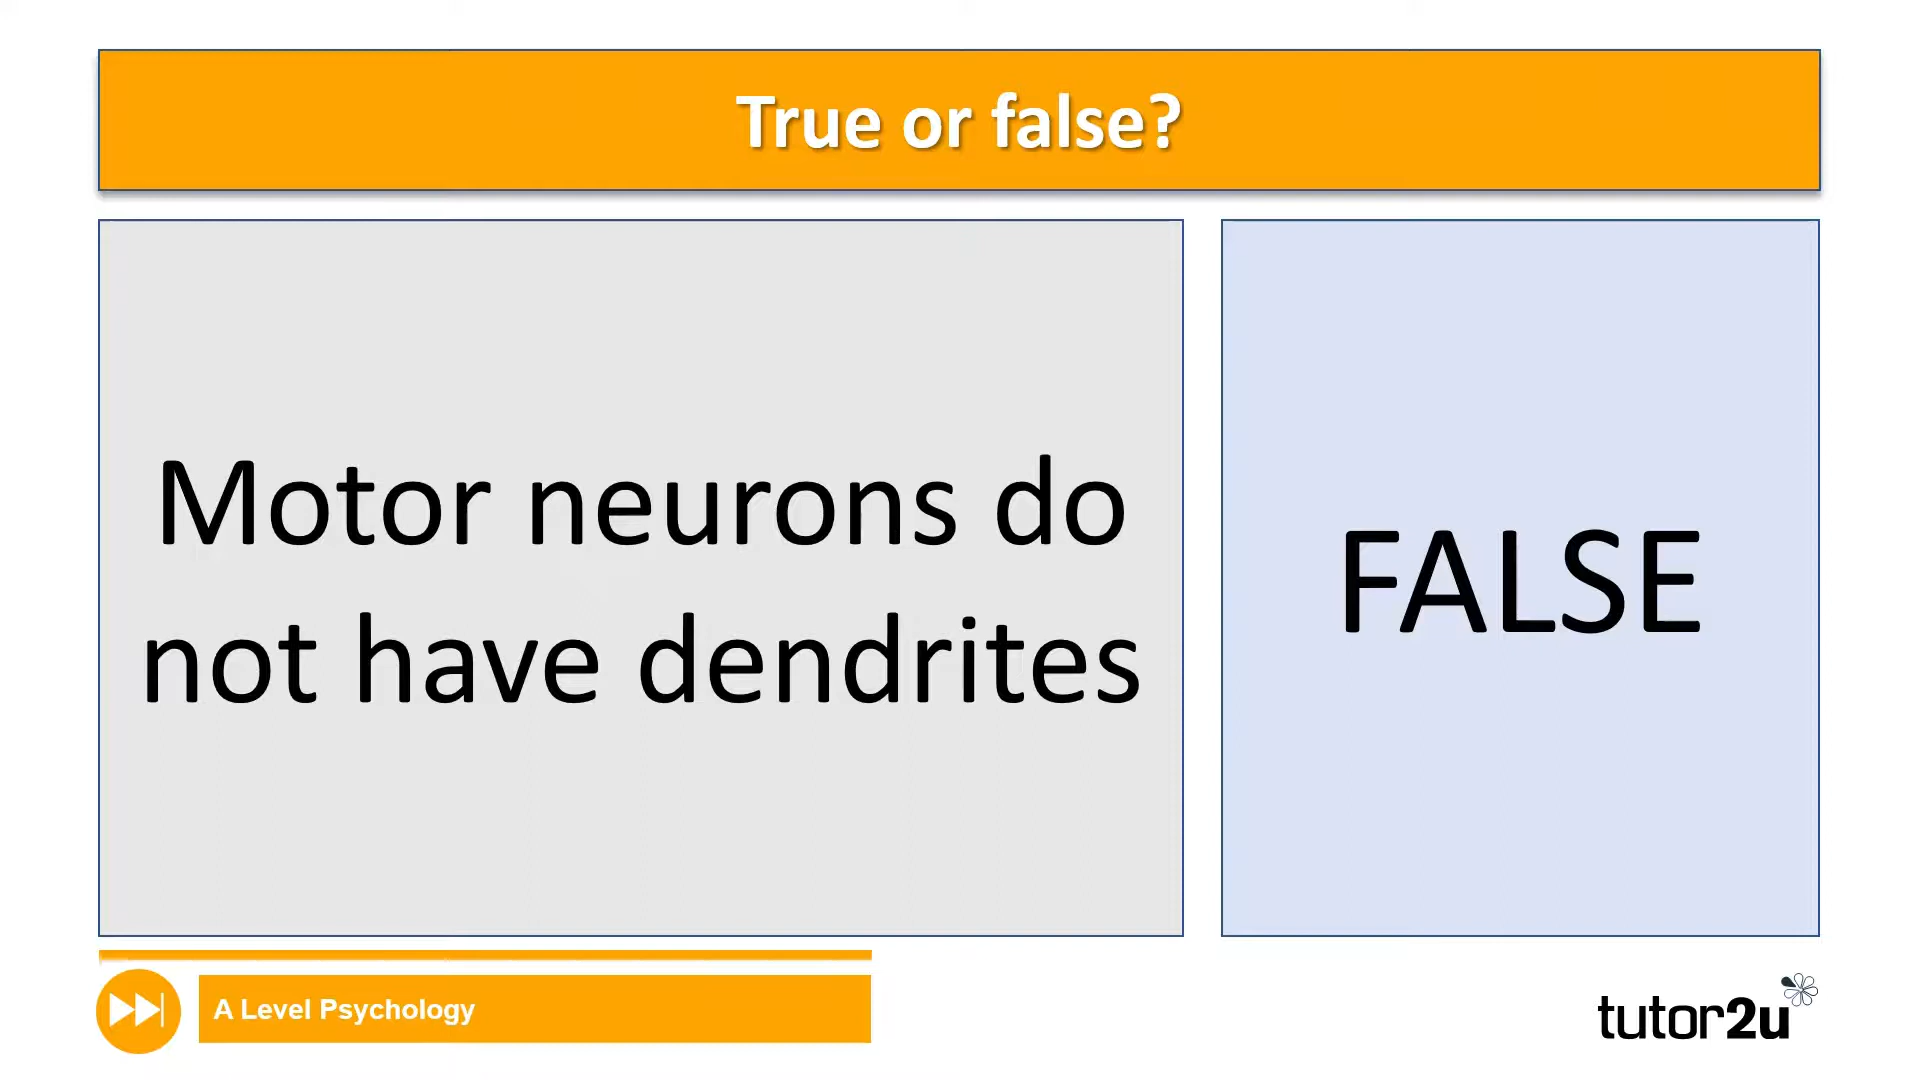 True or false?
Motor neurons do
not have dendrites
FALSE
A Level Psychology
tutor2u